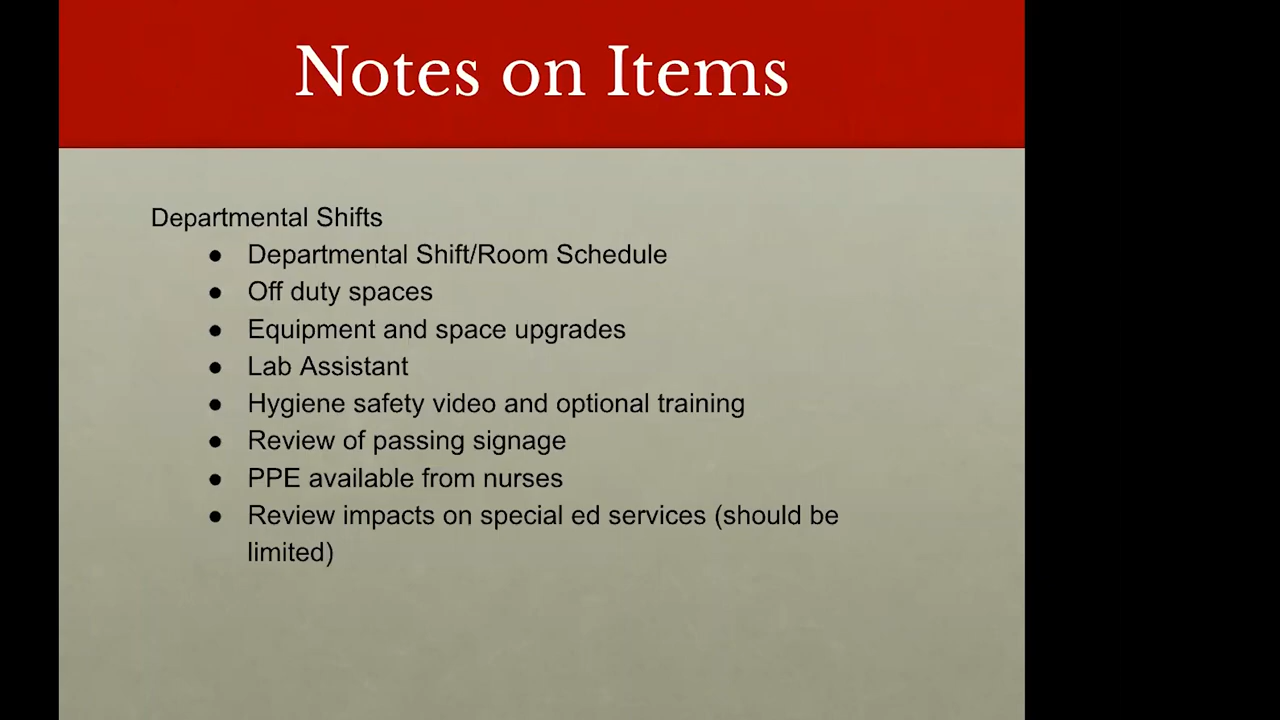 Notes on Items
Departmental Shifts
● Departmental Shift/Room Schedule
● Off duty spaces
● Equipment and space upgrades
● Lab Assistant
● Hygiene safety video and optional training
● Review of passing signage
● PPE available from nurses
● Review impacts on special ed services (should be
limited)